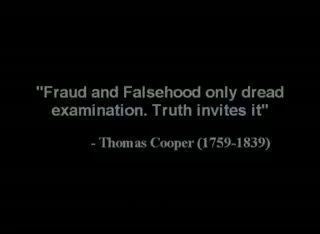 "Fraud and Falsehood only dread
examination. Truth invites it"
- Thomas Cooper (1759-1839)